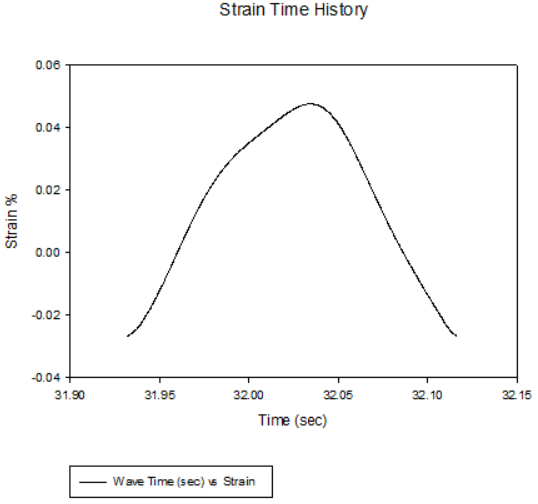 Strain Time History
0.06
0.04
0.02
0.00
-0.02
-0.04
Strain %
31.90 31.95 32.00 32.05 32.10 32.15
Time (sec)
Wave Time (sec) vs Strain